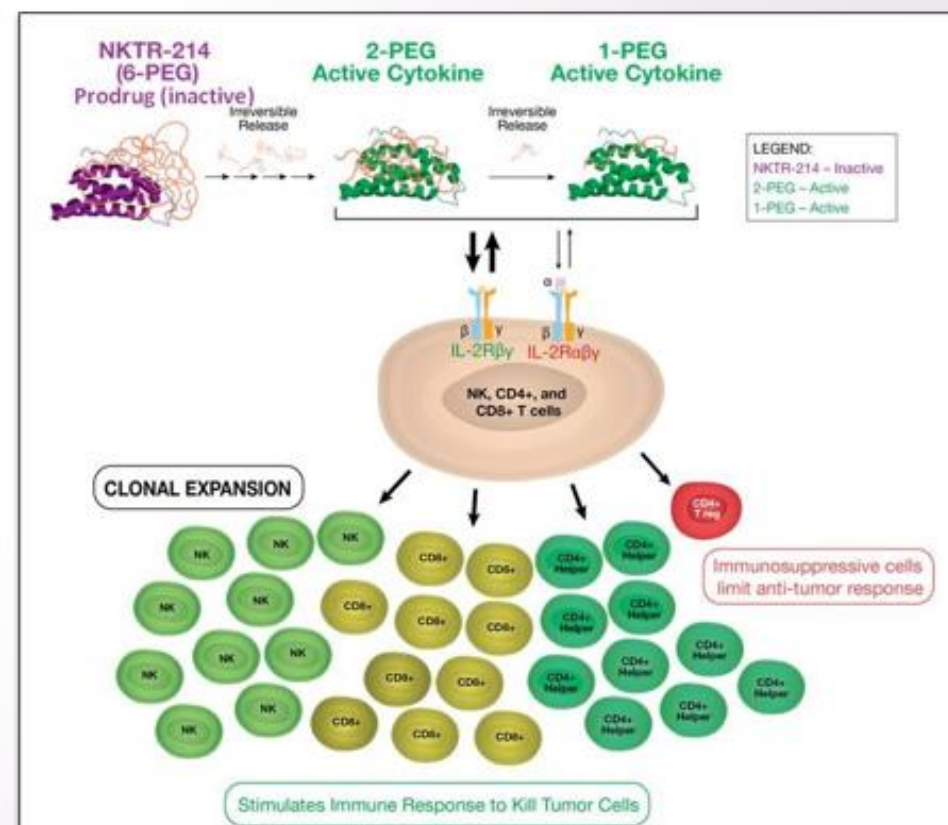 NKTR-214
(6-PEG)
Prodrug (inactive)
Irreversible
Release
2-PEG
Active Cytokine
Irreversible
Release
1-PEG
Active Cytokine
LEGEND:
NKTR-214 – Inactive
2-PEG – Active
1-PEG – Active
α
β γ
IL-2Rβγ
β γ
IL-2Rαβγ
NK, CD4+, and
CD8+ T cells
CLONAL EXPANSION
CD4+
T reg
Immunosuppressive cells
limit anti-tumor response
NK
NK
NK
NK
NK
NK
NK
NK
NK
NK
CD8+
CD8+
CD8+
CD8+
CD8+
CD8+
CD8+
CD8+
CD8+
CD8+
CD4+
Helper
CD4+
Helper
CD4+
Helper
CD4+
Helper
CD4+
Helper
CD4+
Helper
CD4+
Helper
CD4+
Helper
CD4+
Helper
CD4+
Helper
Stimulates Immune Response to Kill Tumor Cells